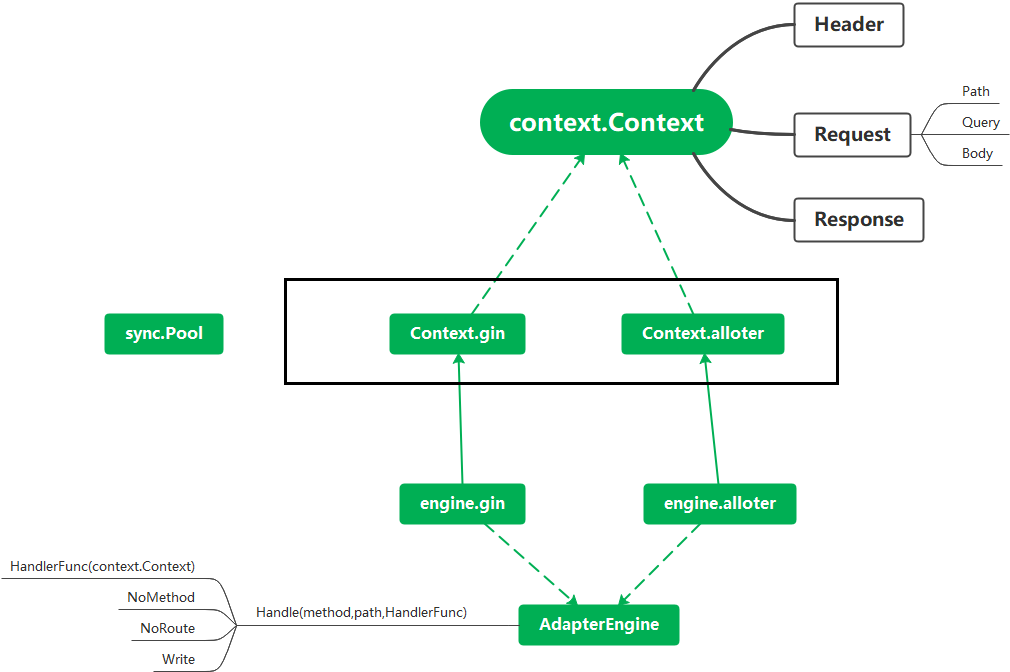 Header
context.Context
Request
Path
Query
Body
Response
sync.Pool
Context.gin
Context.alloter
engine.gin
engine.alloter
HandlerFunc(context.Context)
NoMethod
NoRoute
Write
Handle(method,path,HandlerFunc)
AdapterEngine